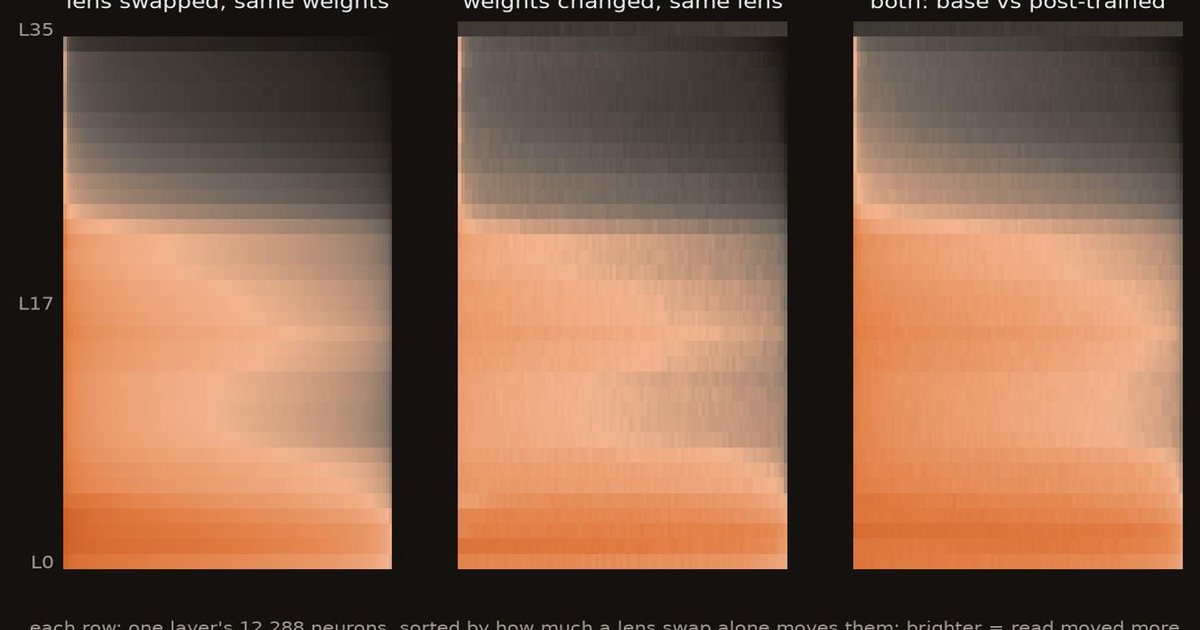 lens swapped, same weights
weights changed, same lens
both: base vs post-trained
L35
L17
L0
each row: one layer's 12,288 neurons, sorted by how much a lens swap alone moves them; brighter = read moved more